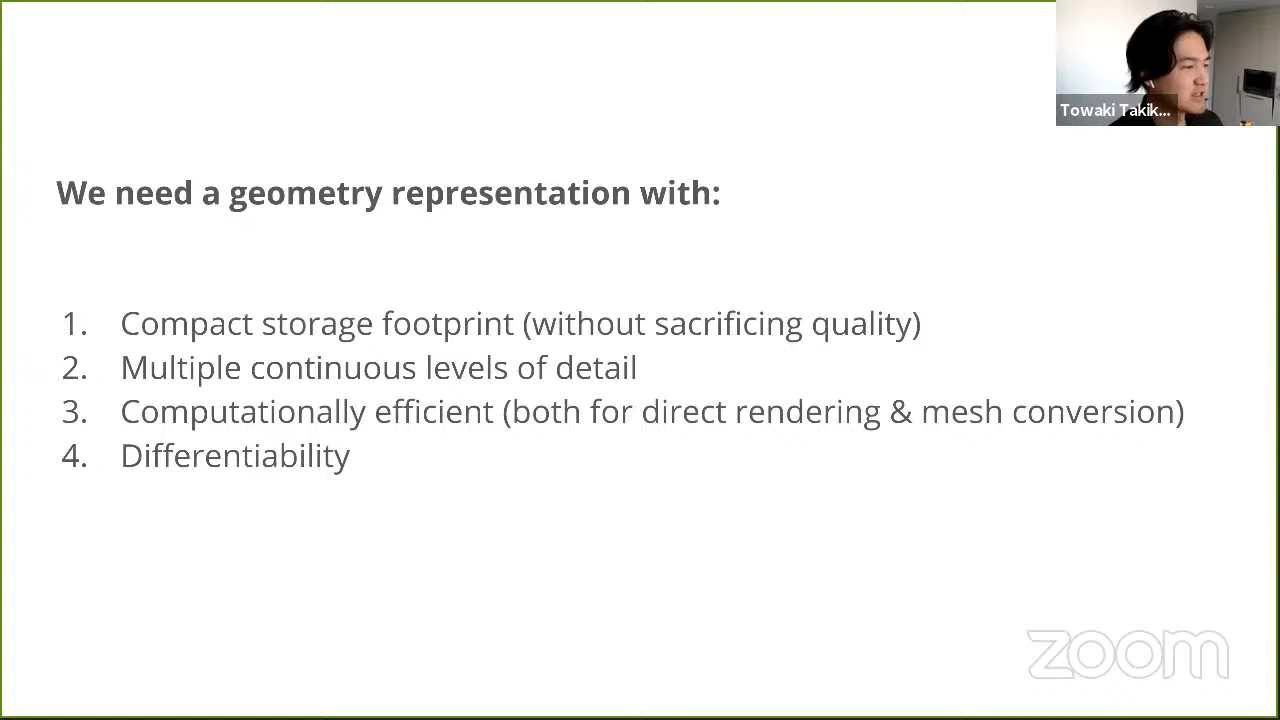 Towaki Takik...
We need a geometry representation with:
1. Compact storage footprint (without sacrificing quality)
2. Multiple continuous levels of detail
3. Computationally efficient (both for direct rendering & mesh conversion)
4. Differentiability
zoom